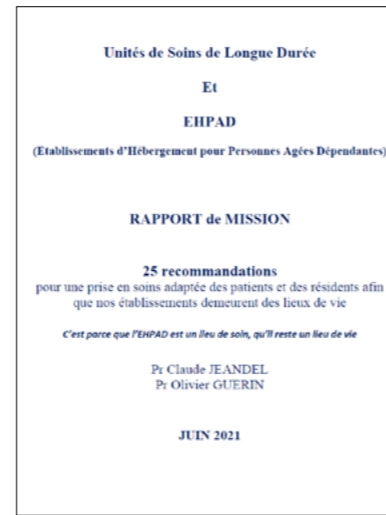 Unités de Soins de Longue Durée
Et
EHPAD
(Etablissements d'Hébergement pour Personnes Agées Dépendantes)
RAPPORT de MISSION
25 recommandations
pour une prise en soins adaptée des patients et des résidents afin
que nos établissements demeurent des lieux de vie
C'est parce que l'EHPAD est un lieu de soin, qu'il reste un lieu de vie
Pr Claude JEANDEL
Pr Olivier GUERIN
JUIN 2021